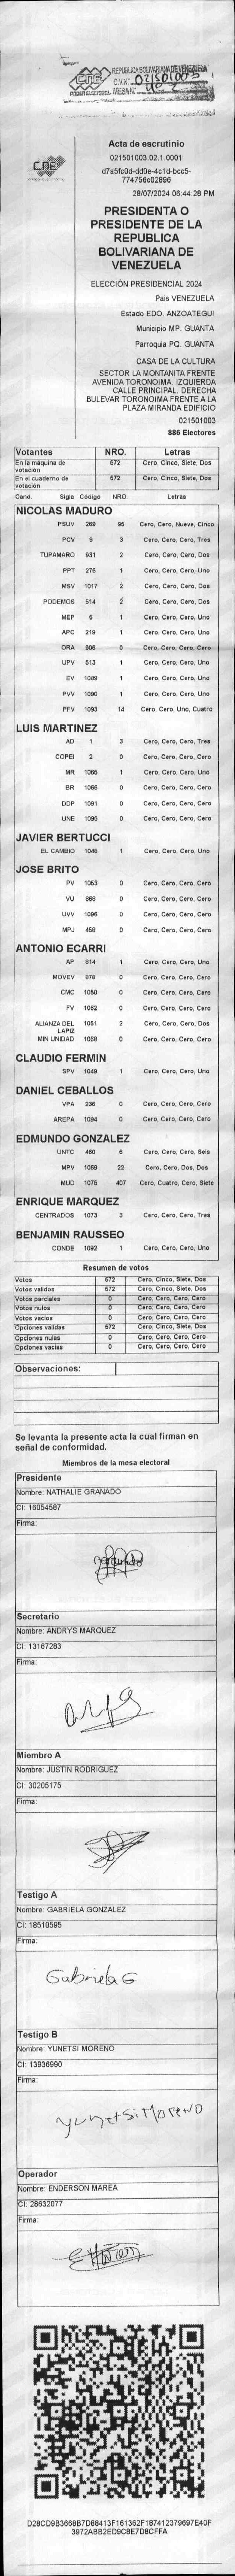 REPUBLICA BOLIVARIANA DE VENEZUELA
CNE
PODER ELECTORAL
C.V.N° 021501003
MESA N°
CNE
Acta de escrutinio
021501003.02.1.0001
d7a5fc0d-dd0e-4c1d-bcc5-
774756c02896
28/07/2024 06:44:28 PM
PRESIDENTA O
PRESIDENTE DE LA
REPUBLICA
BOLIVARIANA DE
VENEZUELA
ELECCIÓN PRESIDENCIAL 2024
Pais VENEZUELA
Estado EDO. ANZOATEGUI
Municipio MP. GUANTA
Parroquia PQ. GUANTA
CASA DE LA CULTURA
SECTOR LA MONTANITA FRENTE
AVENIDA TORONOIMA. IZQUIERDA
CALLE PRINCIPAL. DERECHA
BULEVAR TORONOIMA FRENTE A LA
PLAZA MIRANDA EDIFICIO
021501003
886 Electores
Votantes NRO. Letras
En la máquina de votación 572 Cero, Cinco, Siete, Dos
En el cuaderno de votación 572 Cero, Cinco, Siete, Dos
Cand. Sigla Código NRO. Letras
NICOLAS MADURO
PSUV 269 95 Cero, Cero, Nueve, Cinco
PCV 9 3 Cero, Cero, Cero, Tres
TUPAMARO 931 2 Cero, Cero, Cero, Dos
PPT 276 1 Cero, Cero, Cero, Uno
MSV 1017 2 Cero, Cero, Cero, Dos
PODEMOS 514 2 Cero, Cero, Cero, Dos
MEP 6 1 Cero, Cero, Cero, Uno
APC 219 1 Cero, Cero, Cero, Uno
ORA 906 0 Cero, Cero, Cero, Cero
UPV 513 1 Cero, Cero, Cero, Uno
EV 1089 1 Cero, Cero, Cero, Uno
PVV 1090 1 Cero, Cero, Cero, Uno
PFV 1093 14 Cero, Cero, Uno, Cuatro
LUIS MARTINEZ
AD 1 3 Cero, Cero, Cero, Tres
COPEI 2 0 Cero, Cero, Cero, Cero
MR 1065 1 Cero, Cero, Cero, Uno
BR 1066 0 Cero, Cero, Cero, Cero
DDP 1091 0 Cero, Cero, Cero, Cero
UNE 1095 0 Cero, Cero, Cero, Cero
JAVIER BERTUCCI
EL CAMBIO 1048 1 Cero, Cero, Cero, Uno
JOSE BRITO
PV 1053 0 Cero, Cero, Cero, Cero
VU 868 0 Cero, Cero, Cero, Cero
UVV 1096 0 Cero, Cero, Cero, Cero
MPJ 458 0 Cero, Cero, Cero, Cero
ANTONIO ECARRI
AP 814 1 Cero, Cero, Cero, Uno
MOVEV 879 0 Cero, Cero, Cero, Cero
CMC 1050 0 Cero, Cero, Cero, Cero
FV 1062 0 Cero, Cero, Cero, Cero
ALIANZA DEL LAPIZ 1051 2 Cero, Cero, Cero, Dos
MIN UNIDAD 1068 0 Cero, Cero, Cero, Cero
CLAUDIO FERMIN
SPV 1049 1 Cero, Cero, Cero, Uno
DANIEL CEBALLOS
VPA 236 0 Cero, Cero, Cero, Cero
AREPA 1094 0 Cero, Cero, Cero, Cero
EDMUNDO GONZALEZ
UNTC 460 6 Cero, Cero, Cero, Seis
MPV 1069 22 Cero, Cero, Dos, Dos
MUD 1075 407 Cero, Cuatro, Cero, Siete
ENRIQUE MARQUEZ
CENTRADOS 1073 3 Cero, Cero, Cero, Tres
BENJAMIN RAUSSEO
CONDE 1092 1 Cero, Cero, Cero, Uno
Resumen de votos
Votos 572 Cero, Cinco, Siete, Dos
Votos validos 572 Cero, Cinco, Siete, Dos
Votos parciales 0 Cero, Cero, Cero, Cero
Votos nulos 0 Cero, Cero, Cero, Cero
Votos vacios 0 Cero, Cero, Cero, Cero
Opciones validas 572 Cero, Cinco, Siete, Dos
Opciones nulas 0 Cero, Cero, Cero, Cero
Opciones vacias 0 Cero, Cero, Cero, Cero
Observaciones:
Se levanta la presente acta la cual firman en
señal de conformidad.
Miembros de la mesa electoral
Presidente
Nombre: NATHALIE GRANADO
CI: 16054587
Firma:
Secretario
Nombre: ANDRYS MARQUEZ
CI: 13167283
Firma:
Miembro A
Nombre: JUSTIN RODRIGUEZ
CI: 30205175
Firma:
Testigo A
Nombre: GABRIELA GONZALEZ
CI: 18510595
Firma:
Gabriela G
Testigo B
Nombre: YUNETSI MORENO
CI: 13936990
Firma:
Yunetsi Moreno
Operador
Nombre: ENDERSON MAREA
CI: 28632077
Firma:
D28CD9B3668B7D88413F161362F187412379697E40F
3972ABB2ED9C8E7D8CFFA